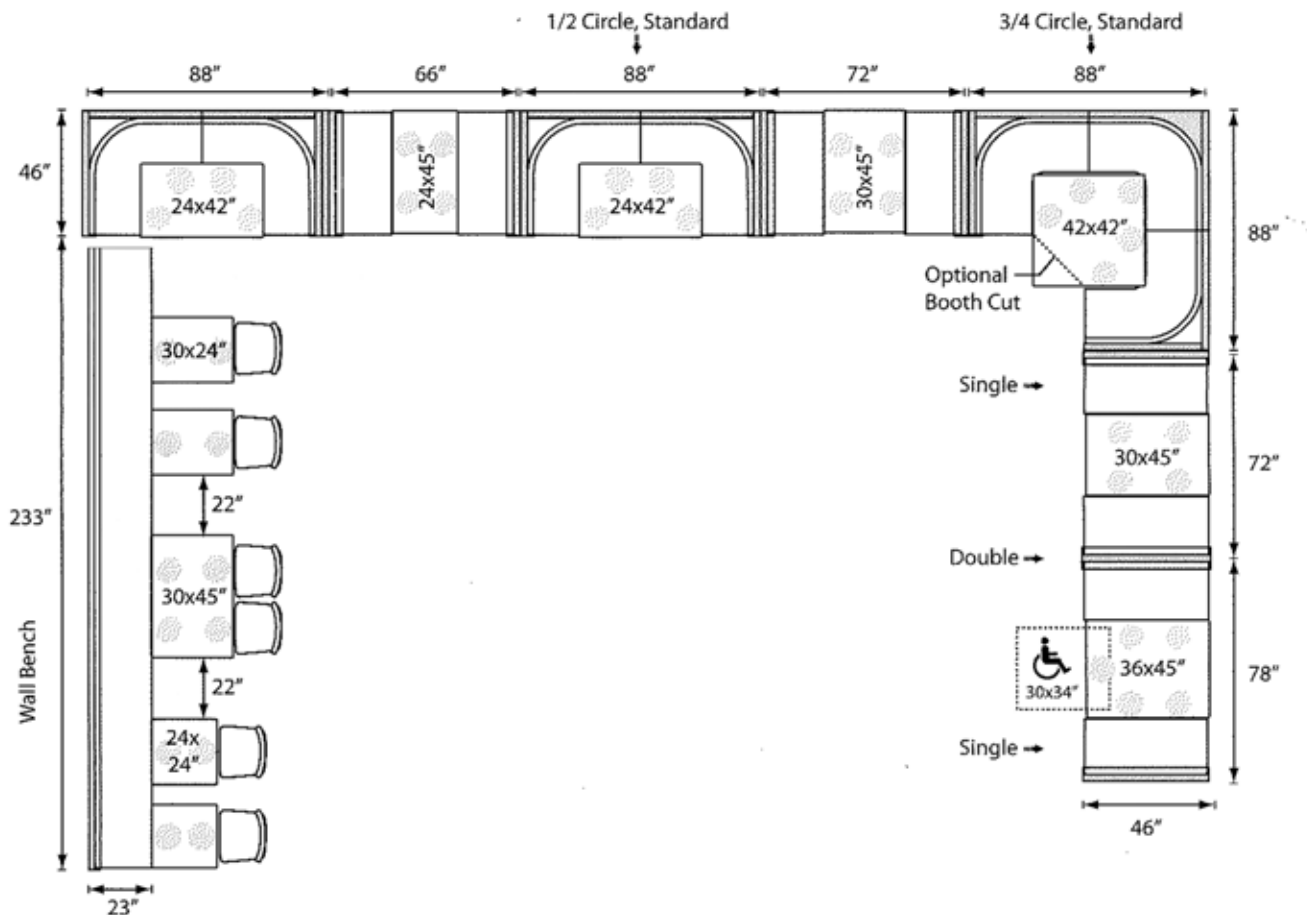 1/2 Circle, Standard
3/4 Circle, Standard
88”
66”
88”
72”
88”
46”
24x42”
24x45”
24x42”
30x45”
42x42”
88”
Optional
Booth Cut
30x24”
Single
22”
30x45”
72”
233”
Double
30x45”
Wall Bench
22”
36x45”
78”
30x34”
24x
24”
Single
46”
23”